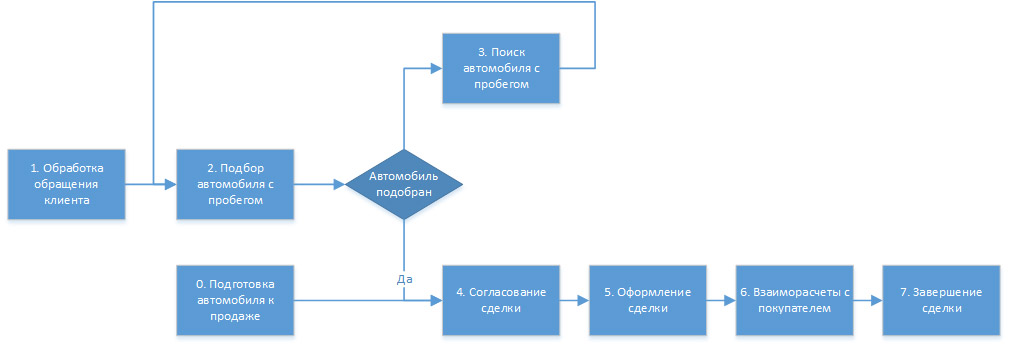 3. Поиск
автомобиля с
пробегом
1. Обработка
обращения
клиента
2. Подбор
автомобиля с
пробегом
Автомобиль
подобран
Да
0. Подготовка
автомобиля к
продаже
4. Согласование
сделки
5. Оформление
сделки
6. Взаиморасчеты с
покупателем
7. Завершение
сделки